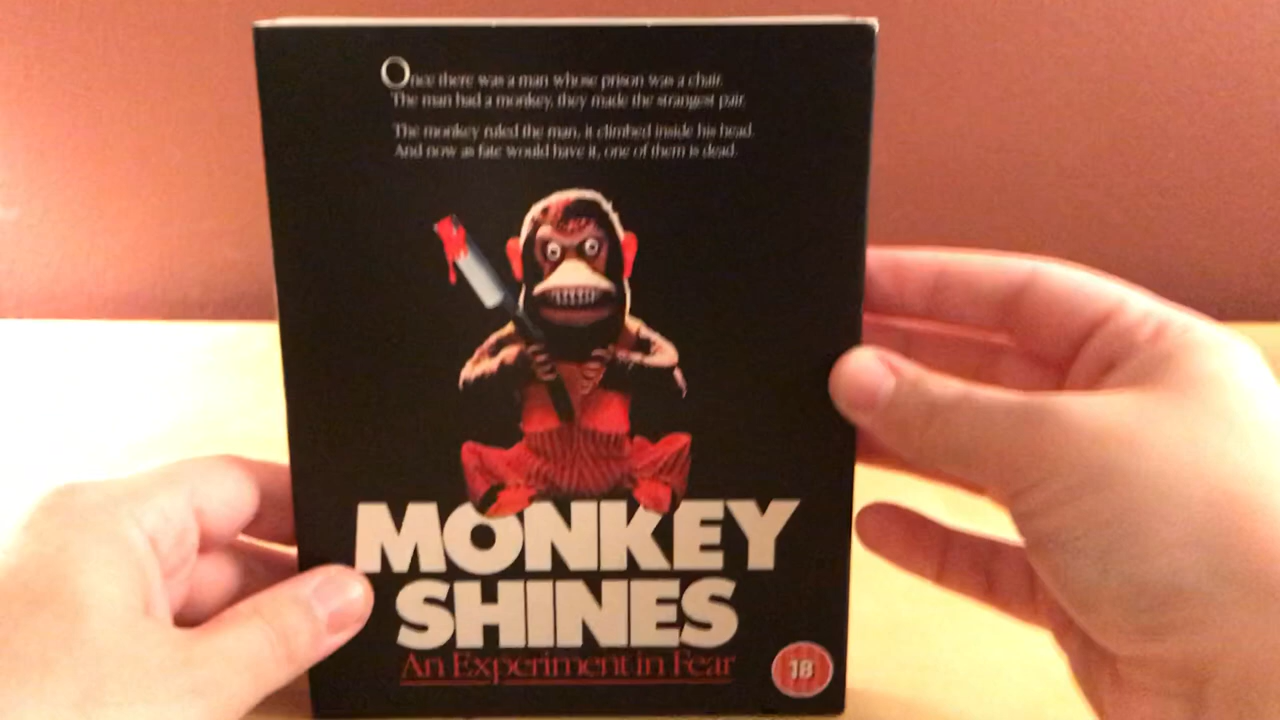 Once there was a man whose prison was a chair.
The man had a monkey, they made the strangest pair.
The monkey ruled the man, it climbed inside his head.
And now as fate would have it, one of them is dead.
MONKEY
SHINES
An Experiment in Fear
18